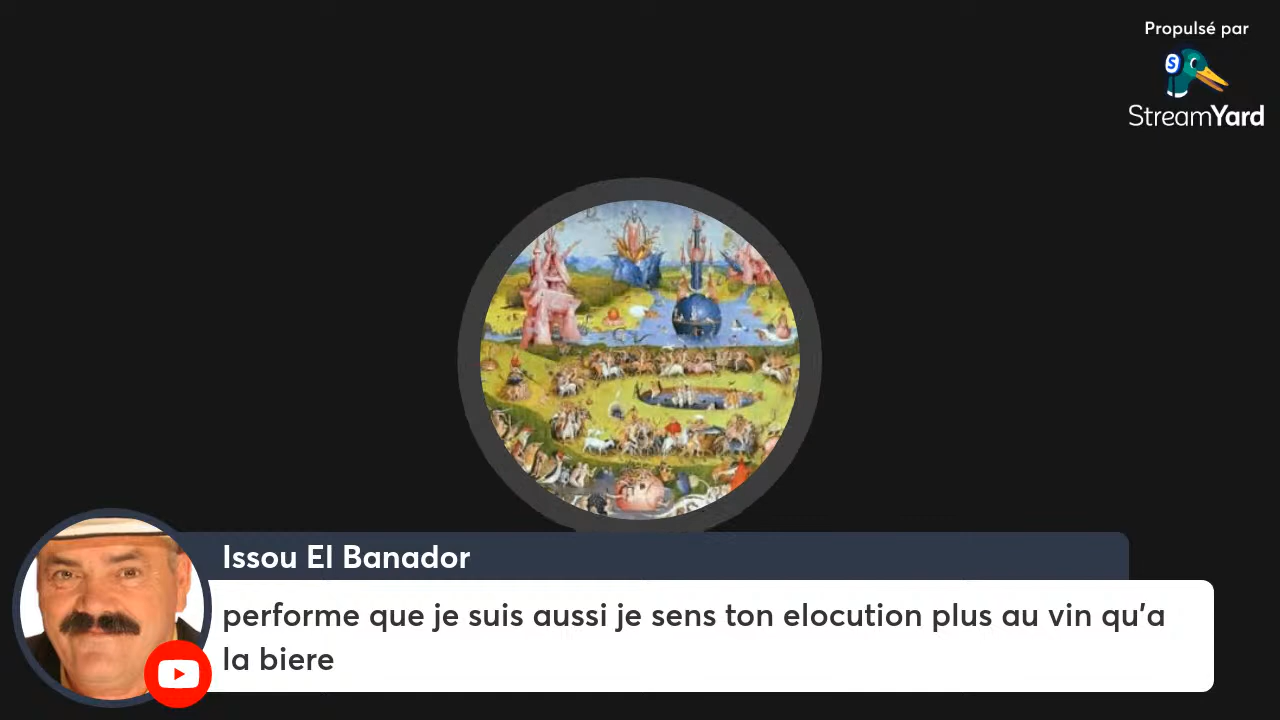 Propulsé par
S
StreamYard
Issou El Banador
performe que je suis aussi je sens ton elocution plus au vin qu'a
la biere